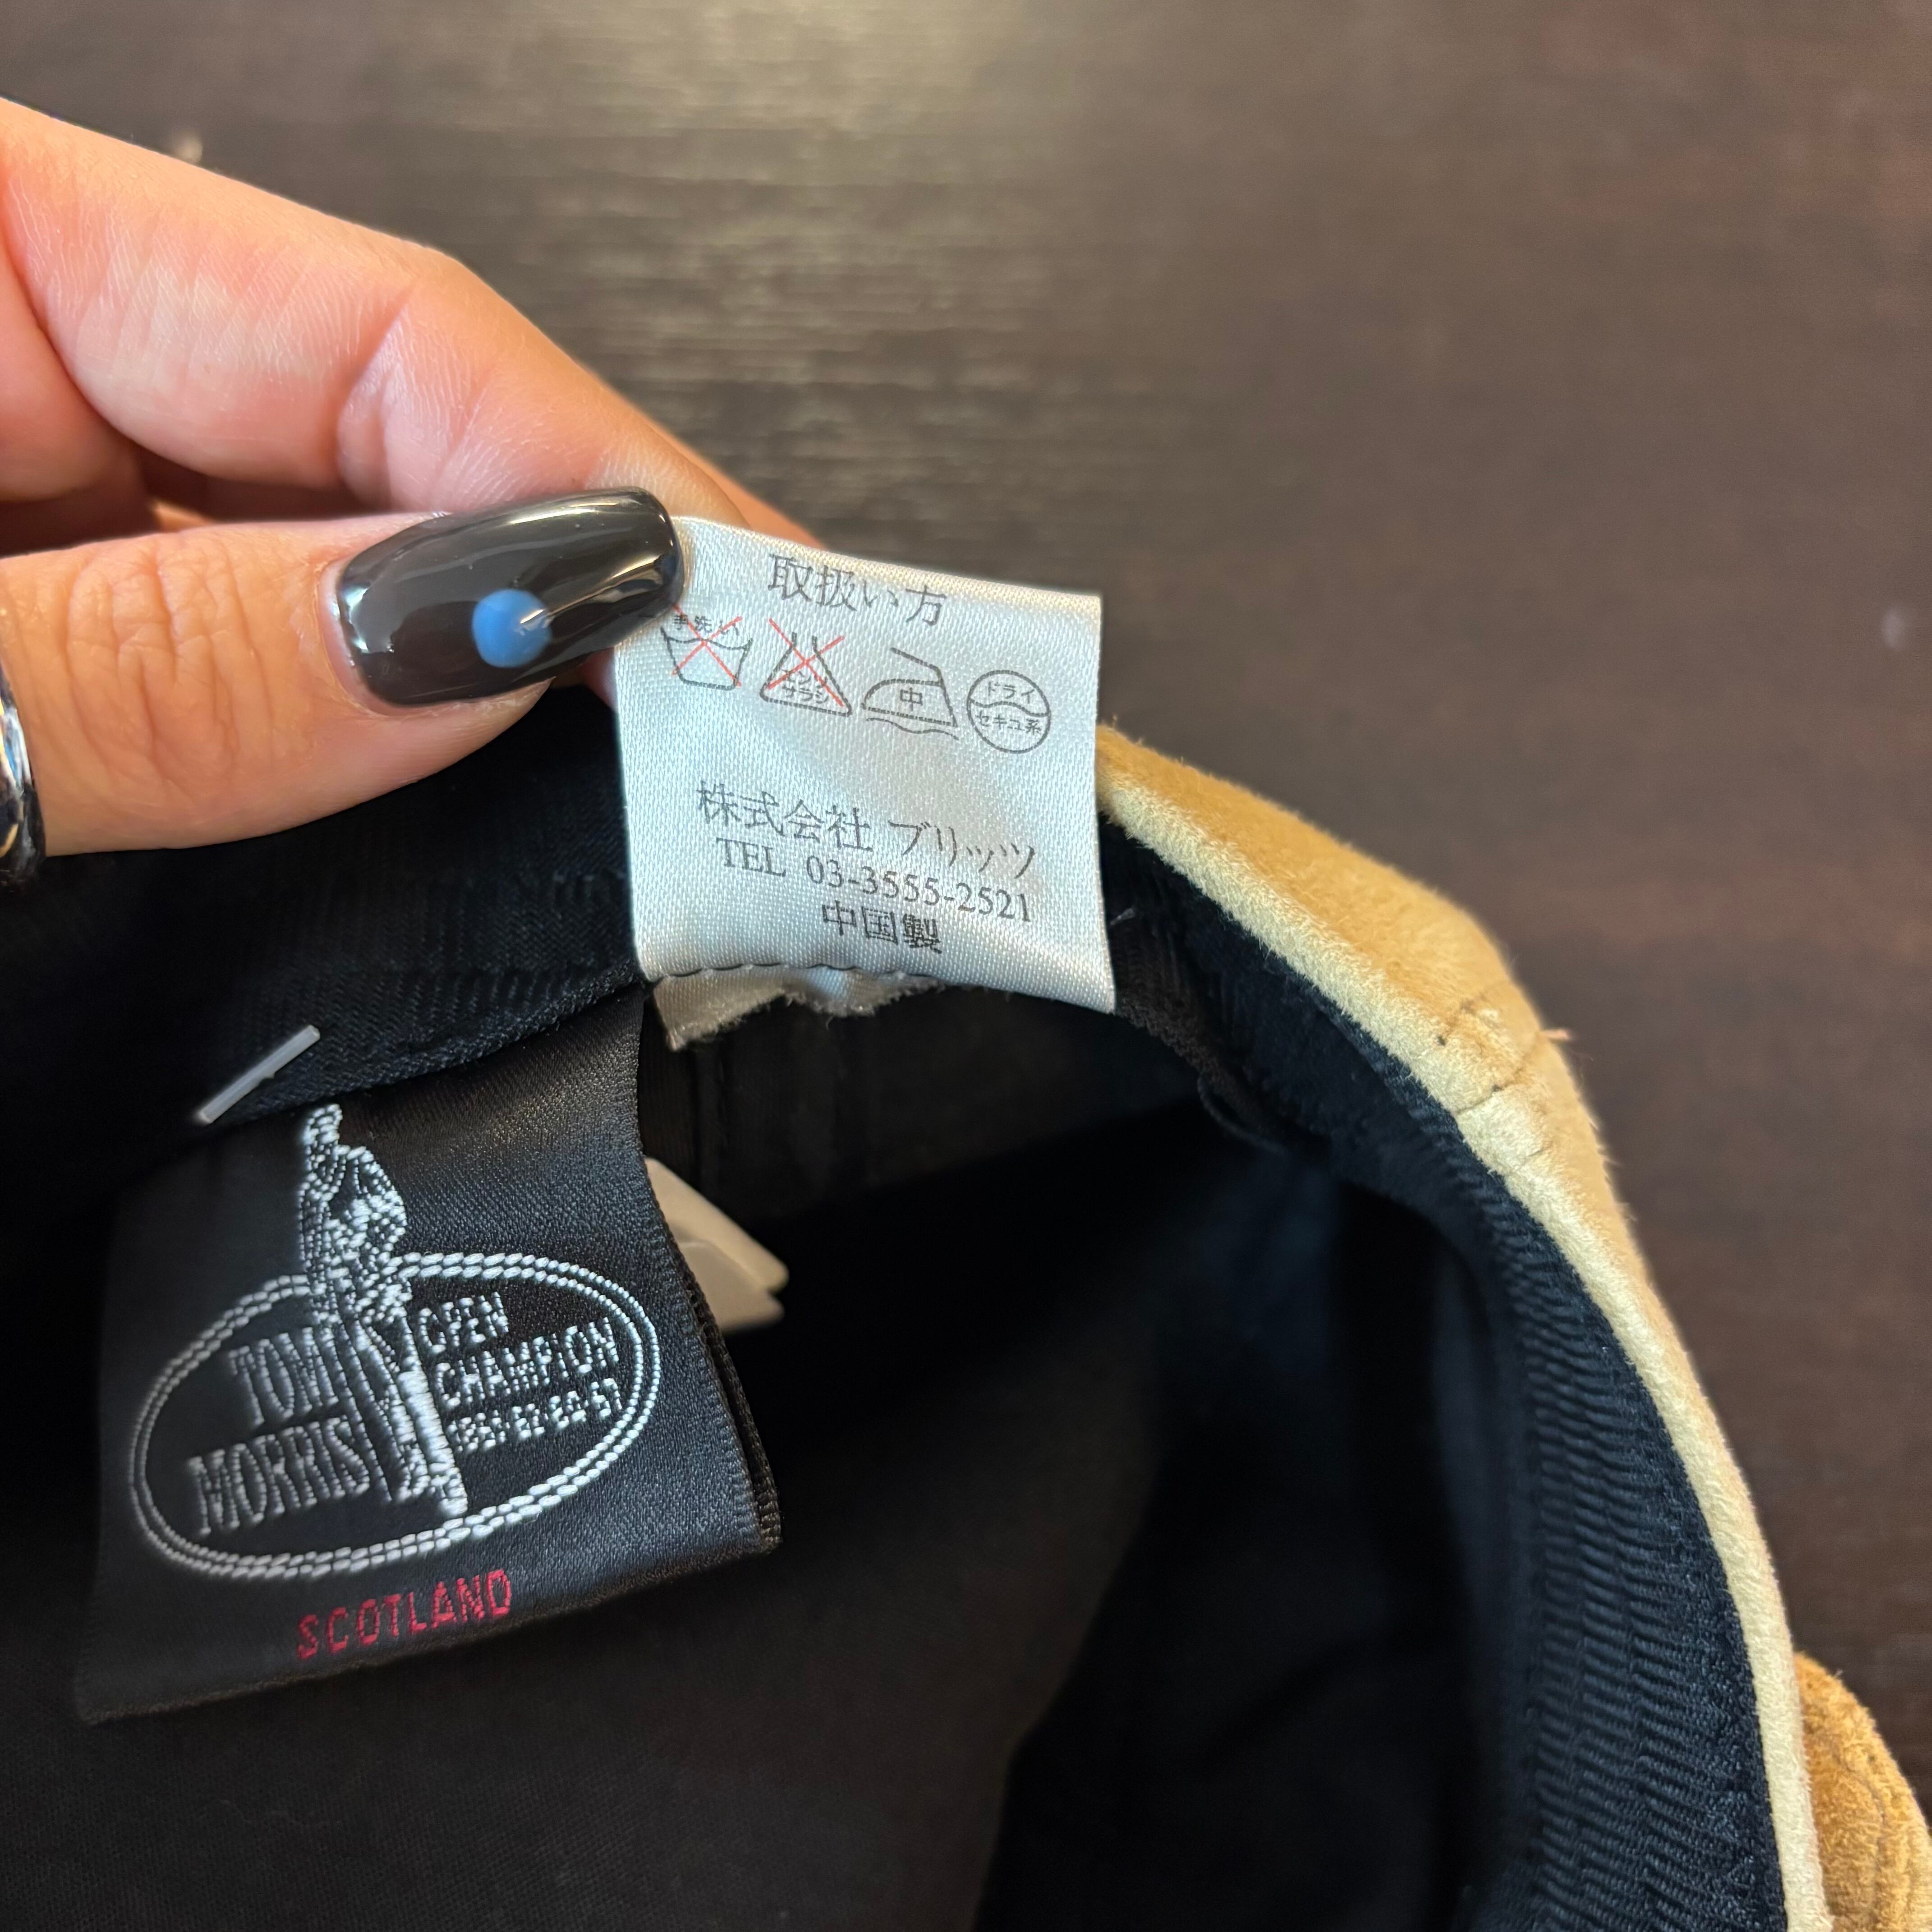 取扱い方
手洗イ
エンソ
サラシ
中
ドライ
セキユ系
株式会社 ブリッツ
TEL 03-3555-2521
中国製
TOM
MORRIS
OPEN
CHAMPION
SCOTLAND